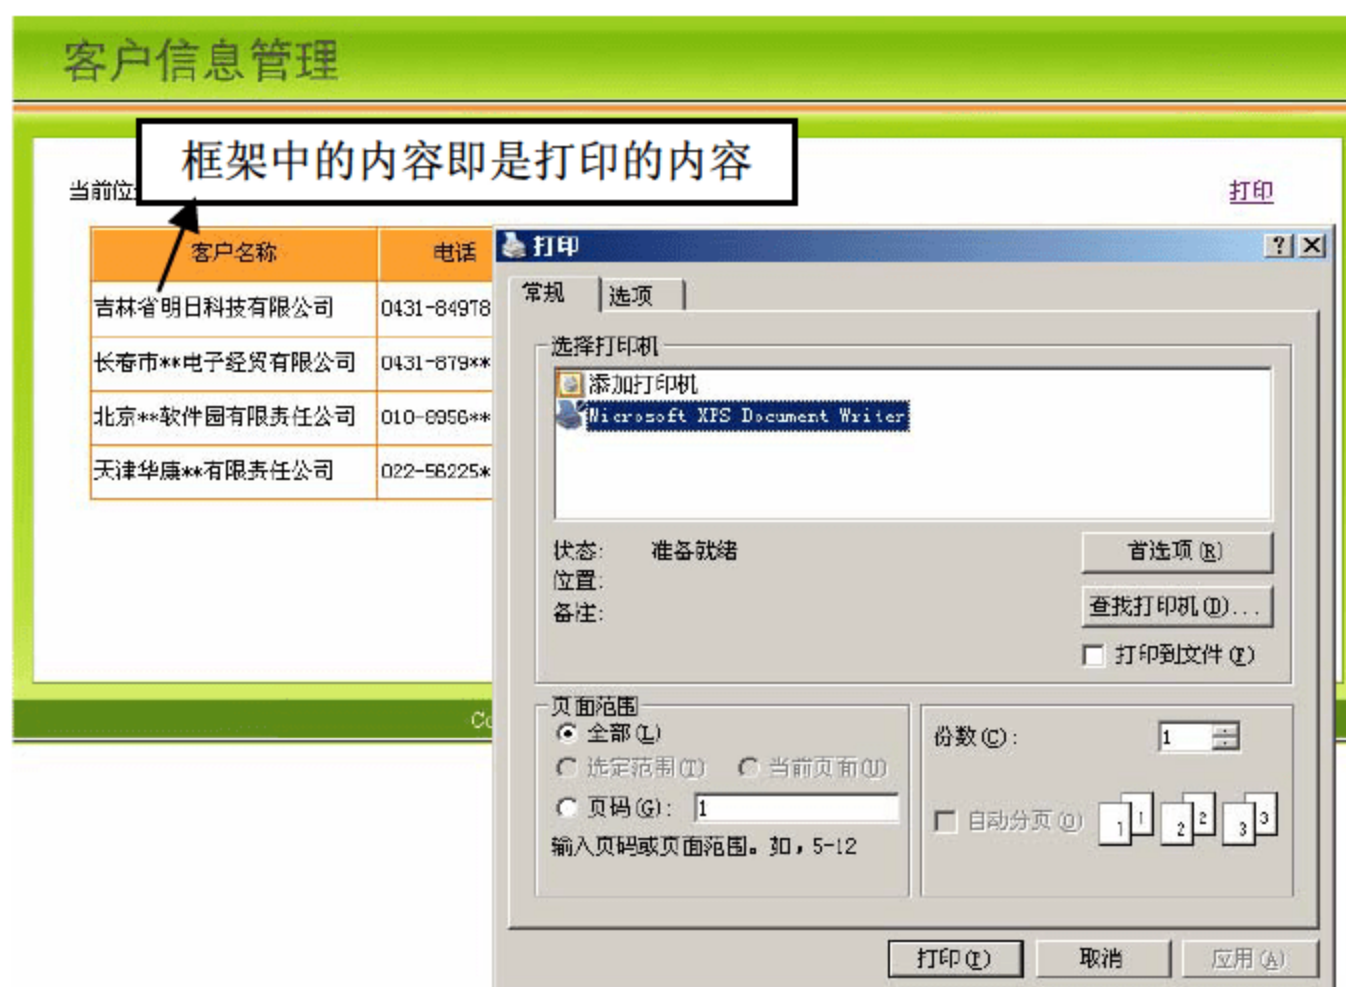 客户信息管理
框架中的内容即是打印的内容
当前位
打印
客户名称 电话
吉林省明日科技有限公司 0431-84978
长春市**电子经贸有限公司 0431-879**
北京**软件园有限责任公司 010-8956**
天津华康**有限责任公司 022-56225*
打印
常规 选项
选择打印机
添加打印机
Microsoft XPS Document Writer
状态: 准备就绪 首选项(R)
位置:
查找打印机(D)...
备注:
打印到文件(F)
页面范围
全部(L)
选定范围(T) 当前页面(U)
页码(G): 1
输入页码或页面范围。如，5-12
份数(C): 1
自动分页(O) 1 1 2 2 3 3
Co
打印(P) 取消 应用(A)